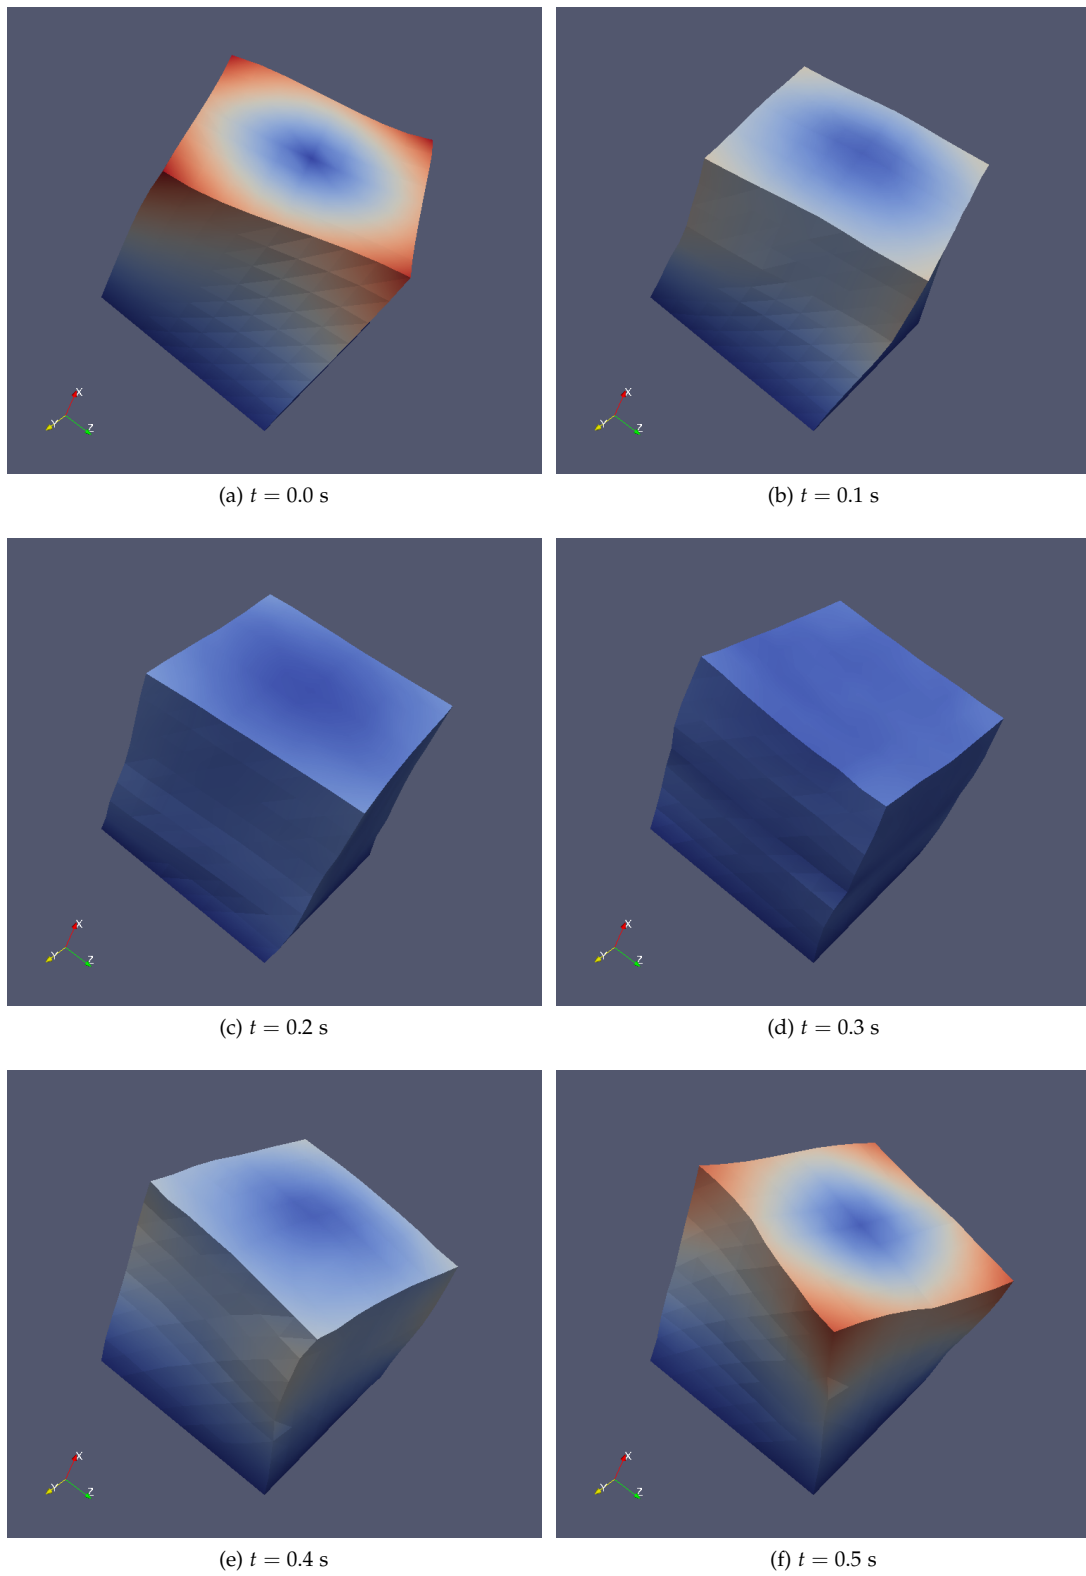 X
Y
Z
X
Y
Z
(a) t = 0.0 s
(b) t = 0.1 s
X
Y
Z
X
Y
Z
(c) t = 0.2 s
(d) t = 0.3 s
X
Y
Z
X
Y
Z
(e) t = 0.4 s
(f) t = 0.5 s